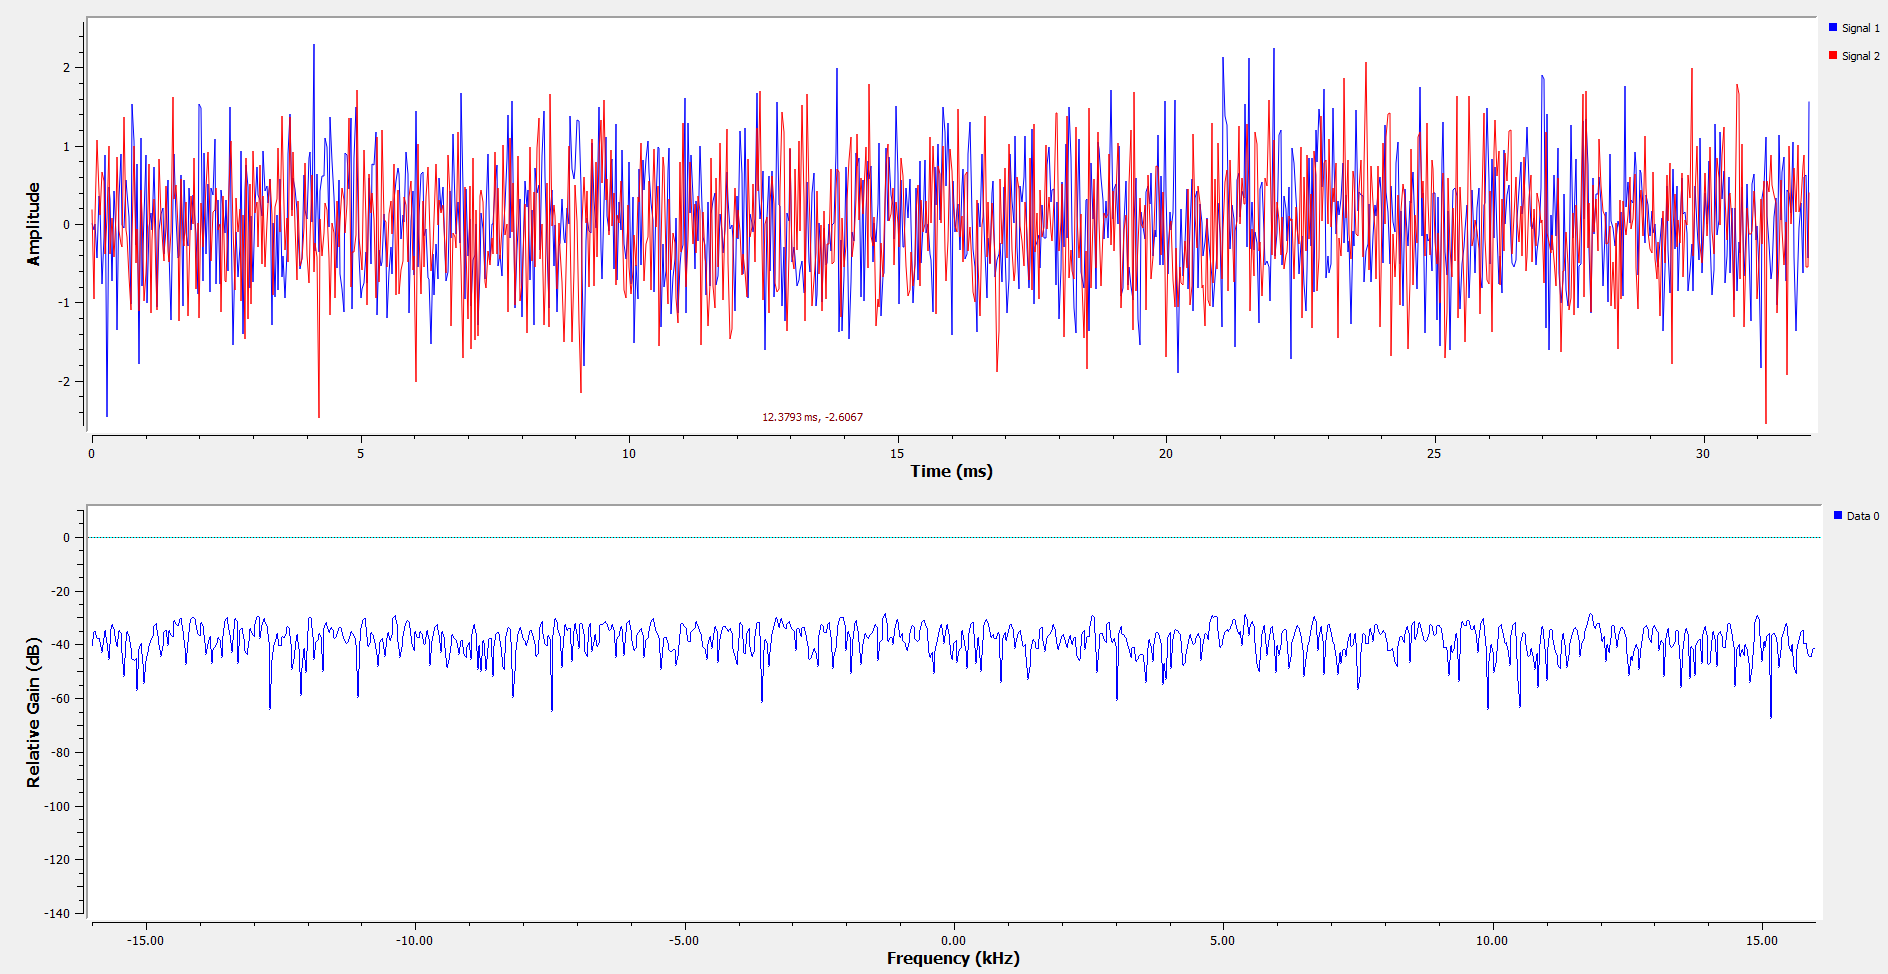 Signal 1
Signal 2
2
1
0
-1
-2
Amplitude
12.3793 ms, -2.6067
0 5 10 15 20 25 30
Time (ms)
Data 0
0
-20
-40
-60
-80
-100
-120
-140
Relative Gain (dB)
-15.00 -10.00 -5.00 0.00 5.00 10.00 15.00
Frequency (kHz)